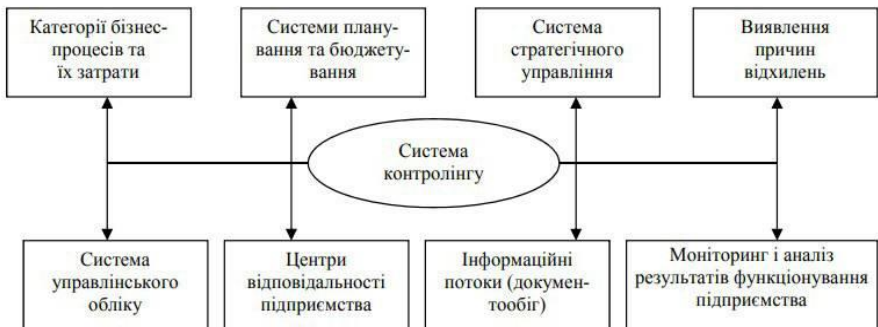 Категорії бізнес-
процесів та
їх затрати
Системи плану-
вання та бюджету-
вання
Система
стратегічного
управління
Виявлення
причин
відхилень
Система
контролінгу
Система
управлінського
обліку
Центри
відповідальності
підприємства
Інформаційні
потоки (докумен-
тообіг)
Моніторинг і аналіз
результатів функціонування
підприємства